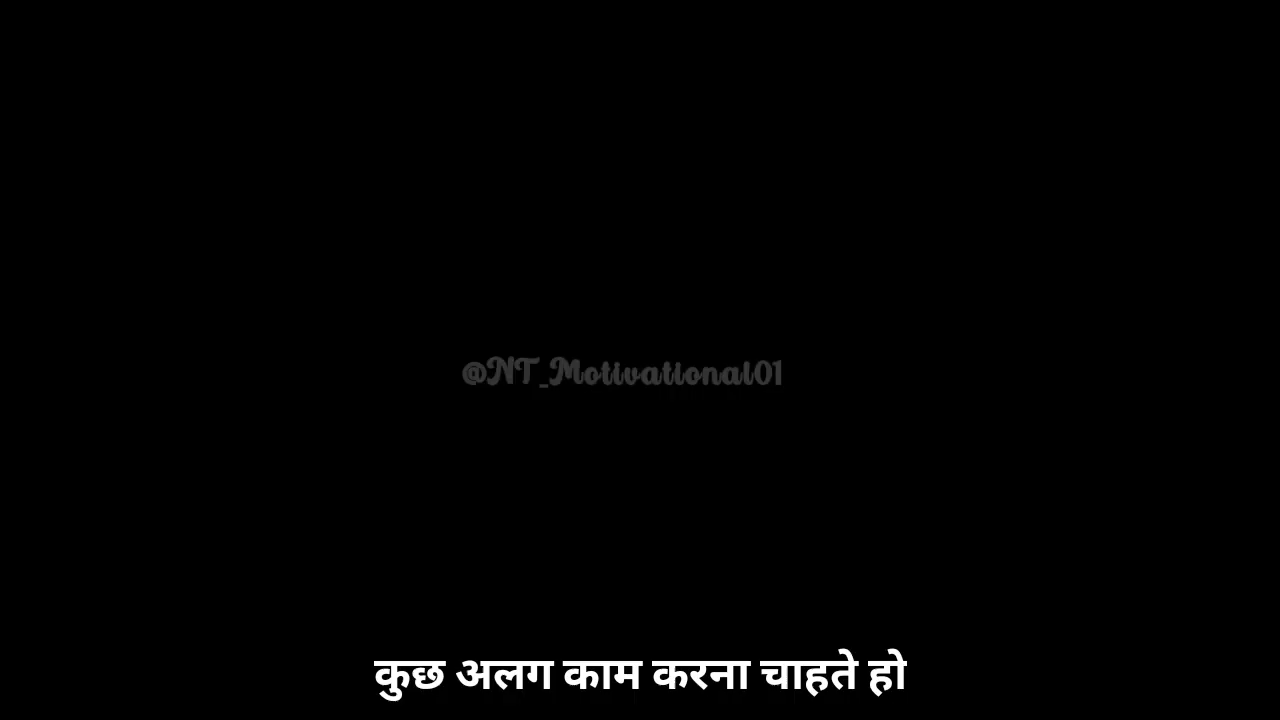 @NT_Motivational01
कुछ अलग काम करना चाहते हो